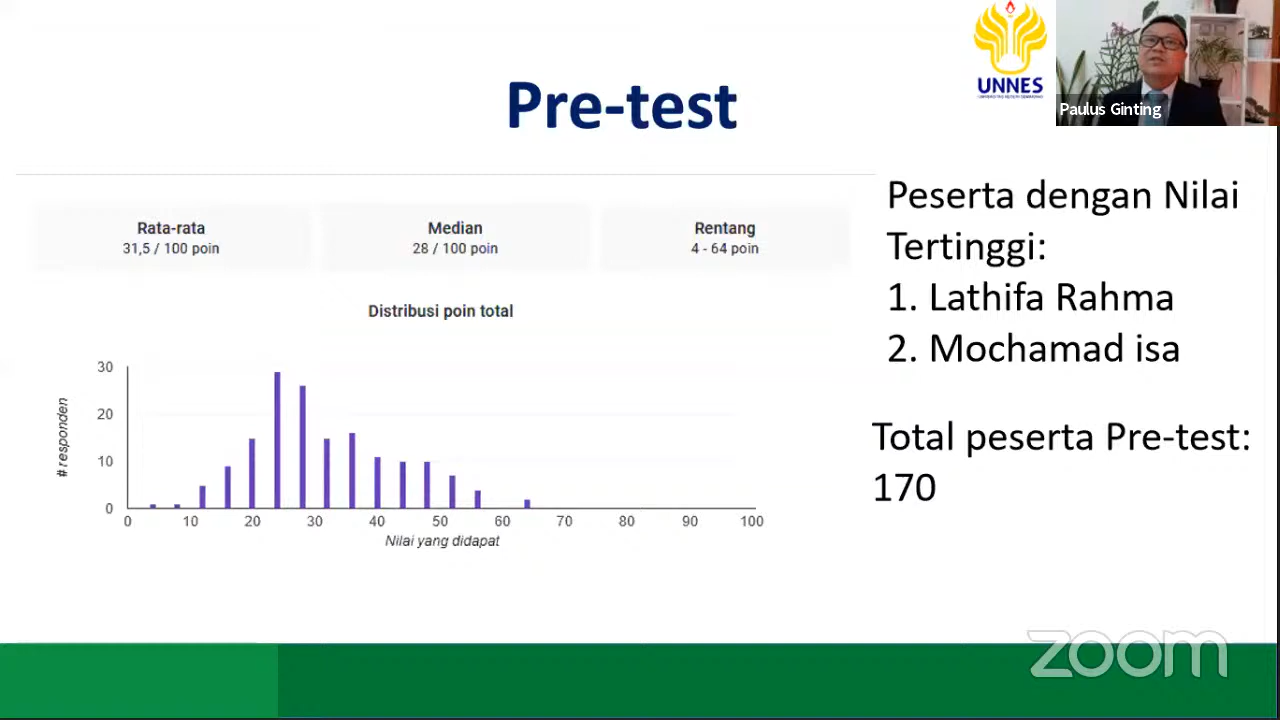 UNNES
Paulus Ginting
Pre-test
Rata-rata
31,5 / 100 poin
Median
28 / 100 poin
Rentang
4 - 64 poin
Distribusi poin total
# responden
30
20
10
0
0 10 20 30 40 50 60 70 80 90 100
Nilai yang didapat
Peserta dengan Nilai
Tertinggi:
1. Lathifa Rahma
2. Mochamad isa
Total peserta Pre-test:
170
zoom